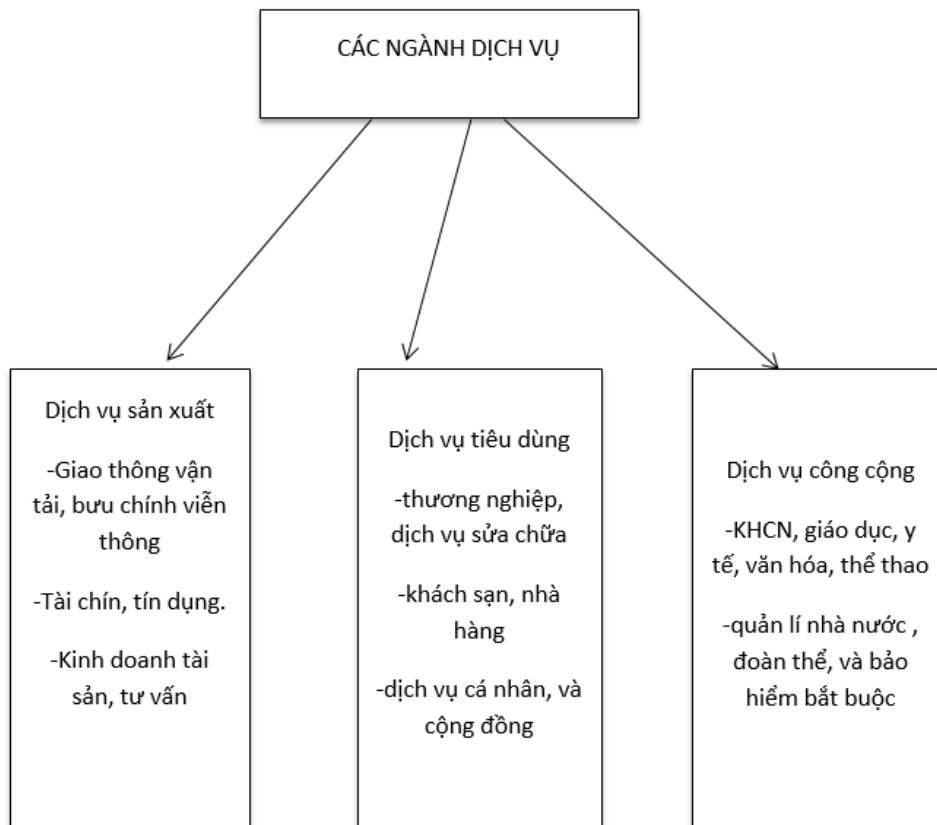 CÁC NGÀNH DỊCH VỤ
Dịch vụ sản xuất
-Giao thông vận
tải, bưu chính viễn
thông
-Tài chín, tín dụng.
-Kinh doanh tài
sản, tư vấn
Dịch vụ tiêu dùng
-thương nghiệp,
dịch vụ sửa chữa
-khách sạn, nhà
hàng
-dịch vụ cá nhân, và
cộng đồng
Dịch vụ công cộng
-KHCN, giáo dục, y
tế, văn hóa, thể thao
-quản lí nhà nước ,
đoàn thể, và bảo
hiểm bắt buộc